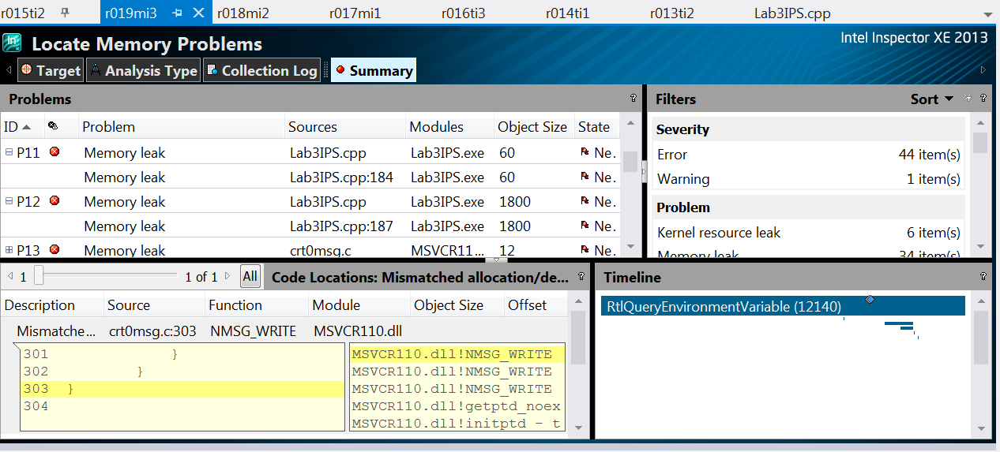 r015ti2 r019mi3 r018mi2 r017mi1 r016ti3 r014ti1 r013ti2 Lab3IPS.cpp
Locate Memory Problems Intel Inspector XE 2013
Target Analysis Type Collection Log Summary
Problems ?
ID Problem Sources Modules Object Size State
P11 Memory leak Lab3IPS.cpp Lab3IPS.exe 60 Ne.
Memory leak Lab3IPS.cpp:184 Lab3IPS.exe 60 Ne.
P12 Memory leak Lab3IPS.cpp Lab3IPS.exe 1800 Ne.
Memory leak Lab3IPS.cpp:187 Lab3IPS.exe 1800 Ne.
P13 Memory leak crt0msg.c MSVCR11... 12 Ne.
Filters Sort ?
Severity
Error 44 item(s)
Warning 1 item(s)
Problem
Kernel resource leak 6 item(s)
Memory leak 34 item(s)
1 1 of 1 All Code Locations: Mismatched allocation/de... ?
Description Source Function Module Object Size Offset
Mismatche... crt0msg.c:303 NMSG_WRITE MSVCR110.dll
301 }
302 }
303 }
304
MSVCR110.dll!NMSG_WRITE
MSVCR110.dll!NMSG_WRITE
MSVCR110.dll!NMSG_WRITE
MSVCR110.dll!getptd_noex
MSVCR110.dll!initptd - t
Timeline ?
RtlQueryEnvironmentVariable (12140)